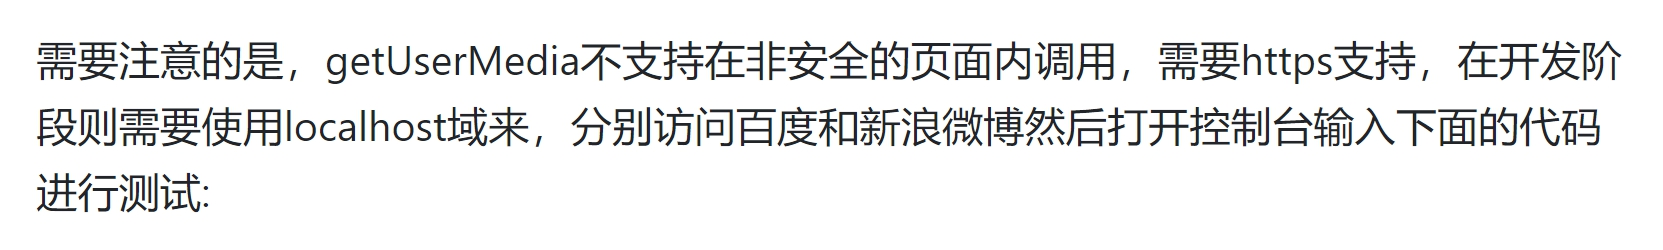 需要注意的是，getUserMedia不支持在非安全的页面内调用，需要https支持，在开发阶
段则需要使用localhost域来，分别访问百度和新浪微博然后打开控制台输入下面的代码
进行测试: